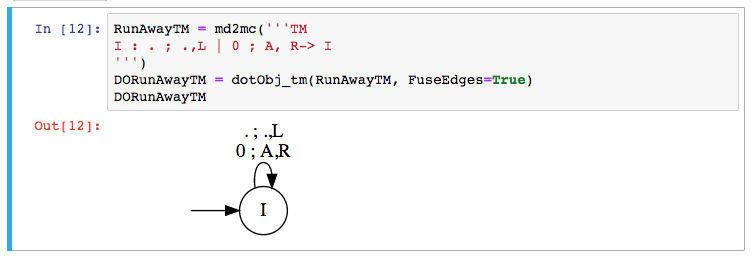 In [12]: RunAwayTM = md2mc('''TM
I : . ; .,L | 0 ; A, R-> I
''')
DORunAwayTM = dotObj_tm(RunAwayTM, FuseEdges=True)
DORunAwayTM
Out[12]:
. ; .,L
0 ; A,R
I